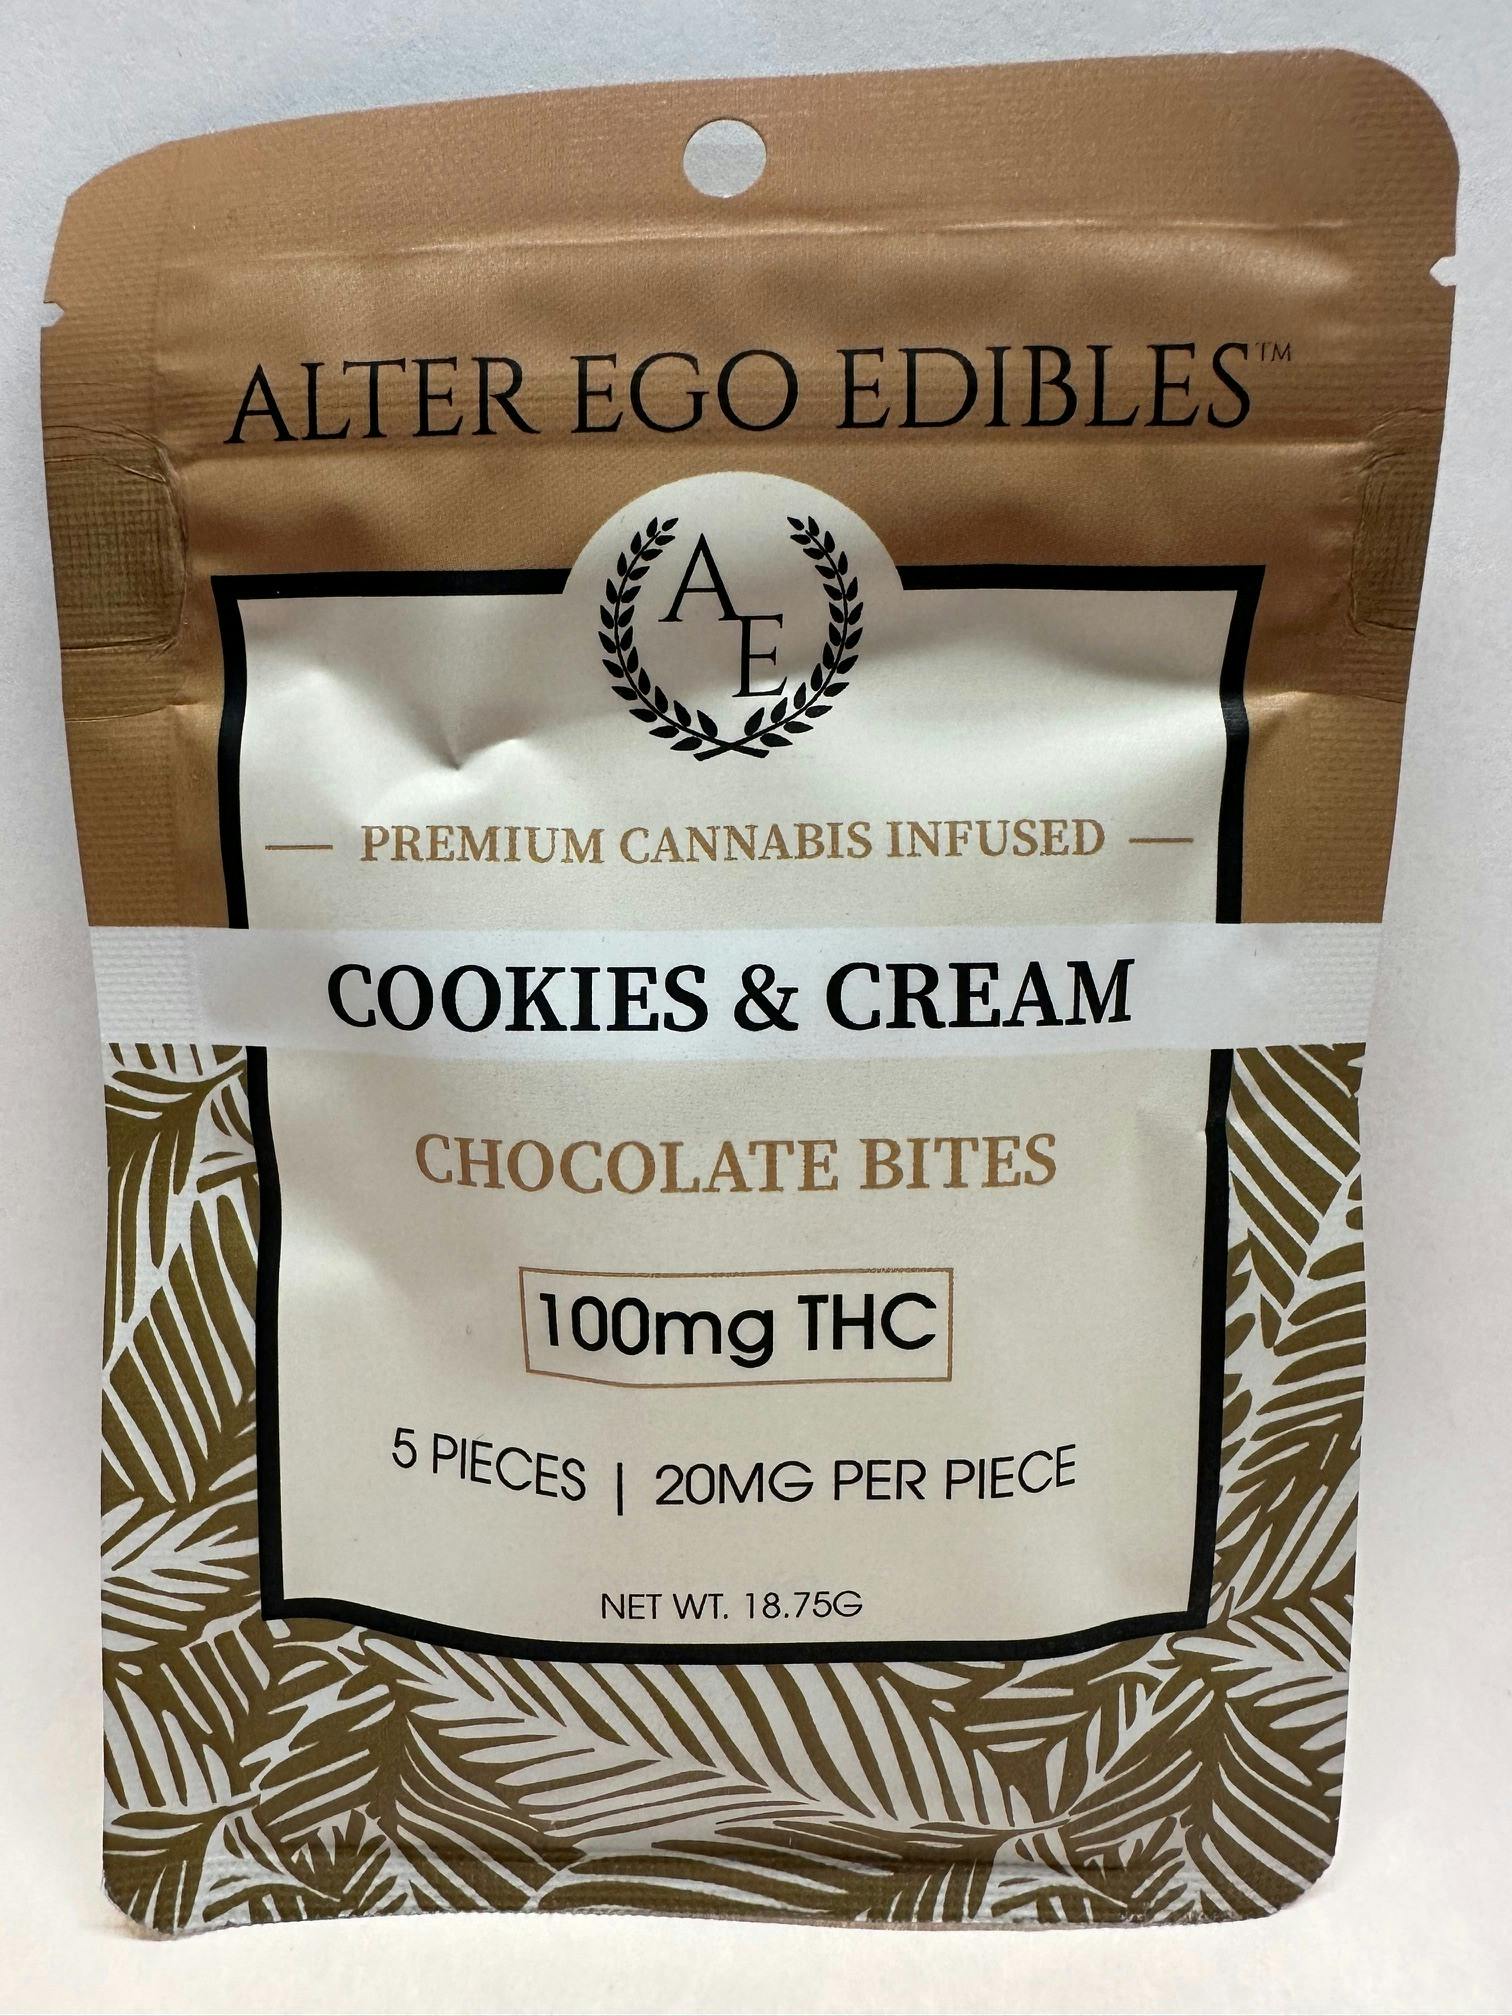 ALTER EGO EDIBLES™
A
E
— PREMIUM CANNABIS INFUSED —
COOKIES & CREAM
CHOCOLATE BITES
100mg THC
5 PIECES | 20MG PER PIECE
NET WT. 18.75G